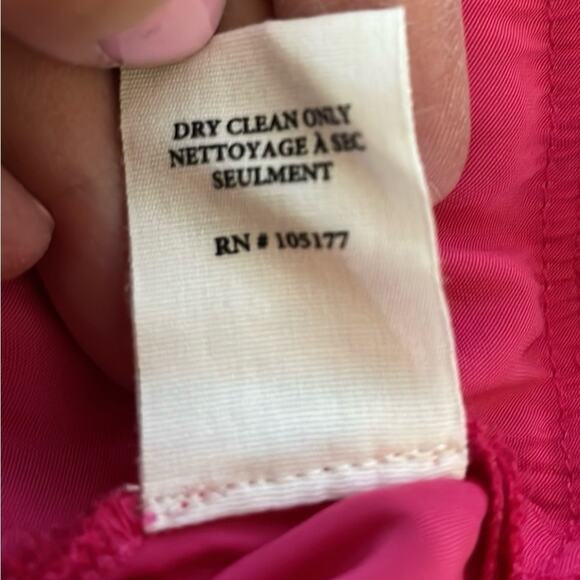 DRY CLEAN ONLY
NETTOYAGE À SEC
SEULMENT
RN # 105177